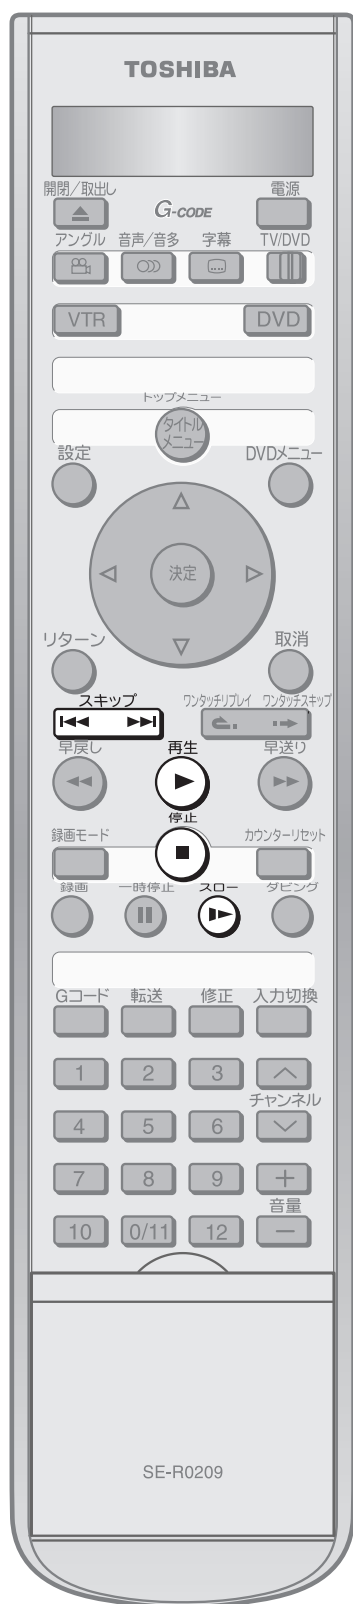 TOSHIBA
開閉/取出し G-CODE 電源
アングル 音声/音多 字幕 TV/DVD
VTR DVD
トップメニュー
タイトル
メニュー
設定 DVDメニュー
決定
リターン 取消
スキップ ワンタッチリプレイ ワンタッチスキップ
早戻し 再生 早送り
停止
録画モード カウンターリセット
録画 一時停止 スロー ダビング
Gコード 転送 修正 入力切換
1 2 3
チャンネル
4 5 6
7 8 9 +
音量
10 0/11 12 −
SE-R0209